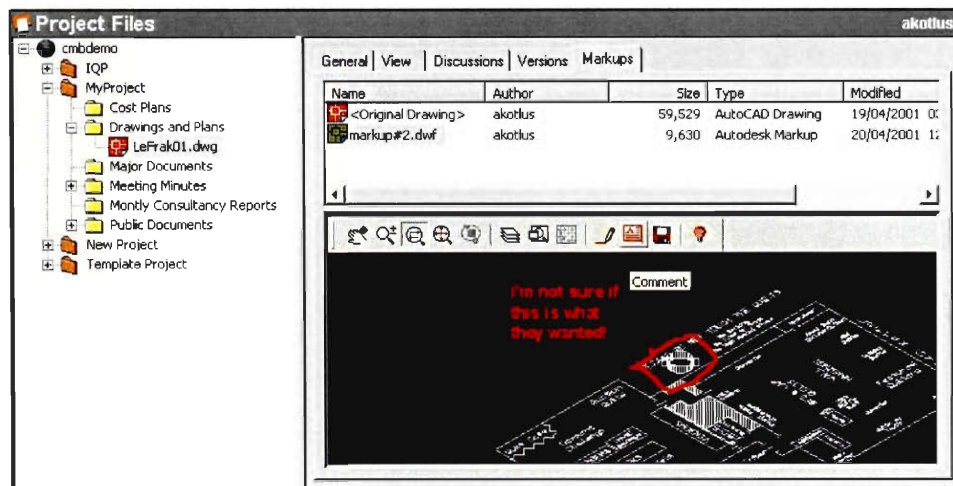 Project Files
akotlus
cmbdemo
IQP
MyProject
Cost Plans
Drawings and Plans
LeFrak01.dwg
Major Documents
Meeting Minutes
Montly Consultancy Reports
Public Documents
New Project
Template Project
General View Discussions Versions Markups
Name Author Size Type Modified
<Original Drawing> akotlus 59,529 AutoCAD Drawing 19/04/2001
markup#2.dwf akotlus 9,630 Autodesk Markup 20/04/2001 12
Comment
I'm not sure if
this is what
they wanted!